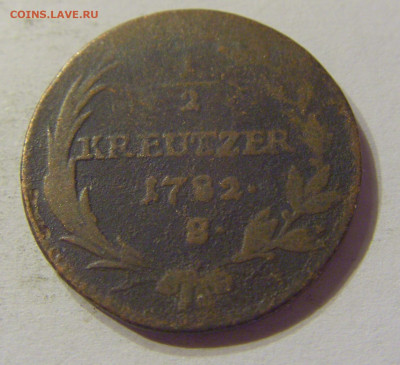 COINS.LAVE.RU
1
2
KREUTZER
1782.
S.